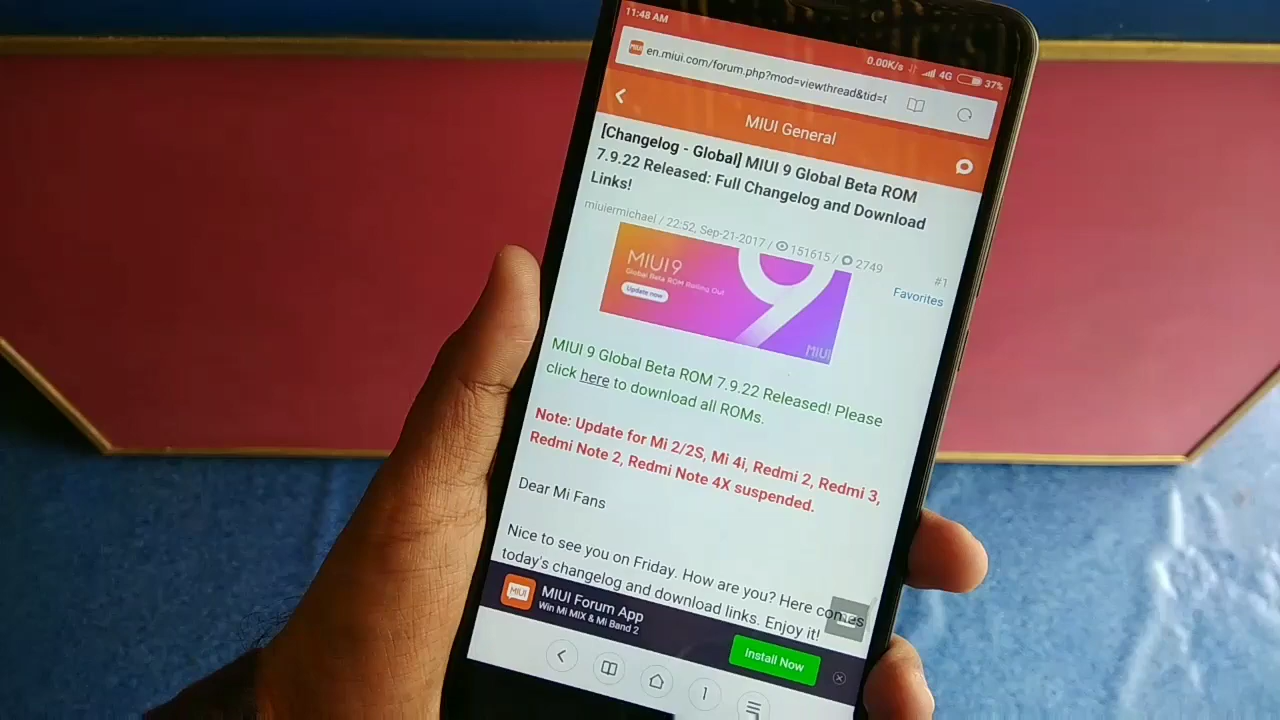 11:48 AM
0.00K/s 4G 37%
MIUI en.miui.com/forum.php?mod=viewthread&tid=
MIUI General
[Changelog - Global] MIUI 9 Global Beta ROM
7.9.22 Released: Full Changelog and Download
Links!
miuiermichael / 22:52, Sep-21-2017 / 151615 / 2749
#1
Favorites
MIUI 9
Global Beta ROM Rolling Out
Update now
9
MIUI
MIUI 9 Global Beta ROM 7.9.22 Released! Please
click here to download all ROMs.
Note: Update for Mi 2/2S, Mi 4i, Redmi 2, Redmi 3,
Redmi Note 2, Redmi Note 4X suspended.
Dear Mi Fans
Nice to see you on Friday. How are you? Here comes
today's changelog and download links. Enjoy it!
MIUI
MIUI Forum App
Win Mi MIX & Mi Band 2
Install Now
1